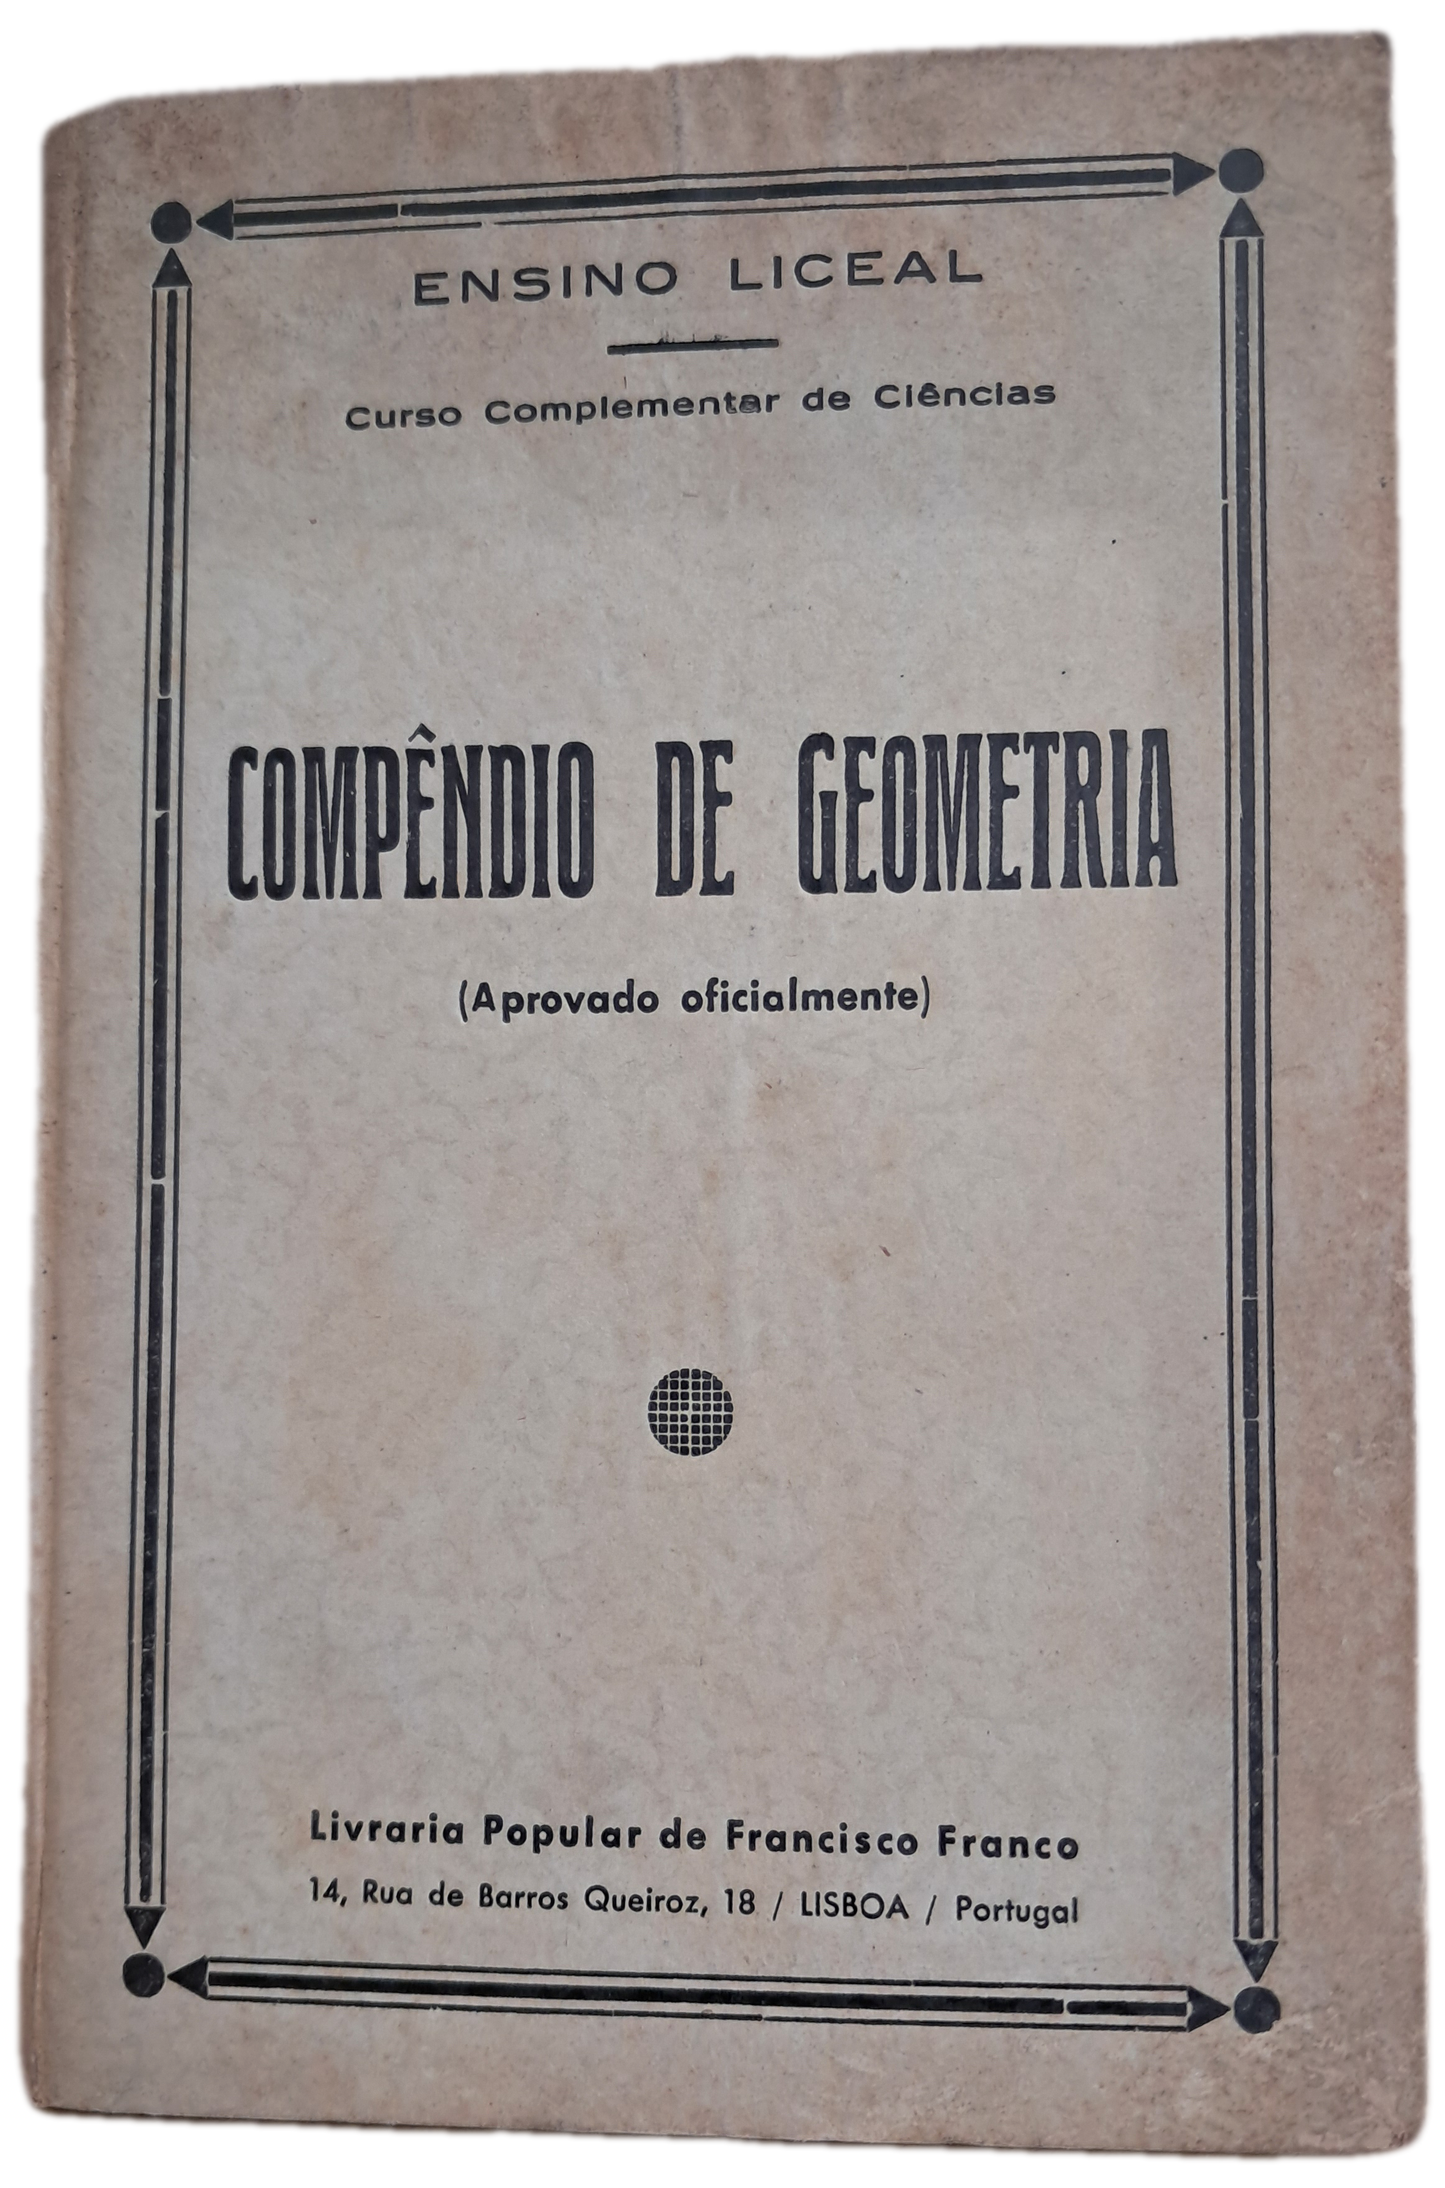 ENSINO LICEAL
Curso Complementar de Ciências
COMPÊNDIO DE GEOMETRIA
(Aprovado oficialmente)
Livraria Popular de Francisco Franco
14, Rua de Barros Queiroz, 18 / LISBOA / Portugal